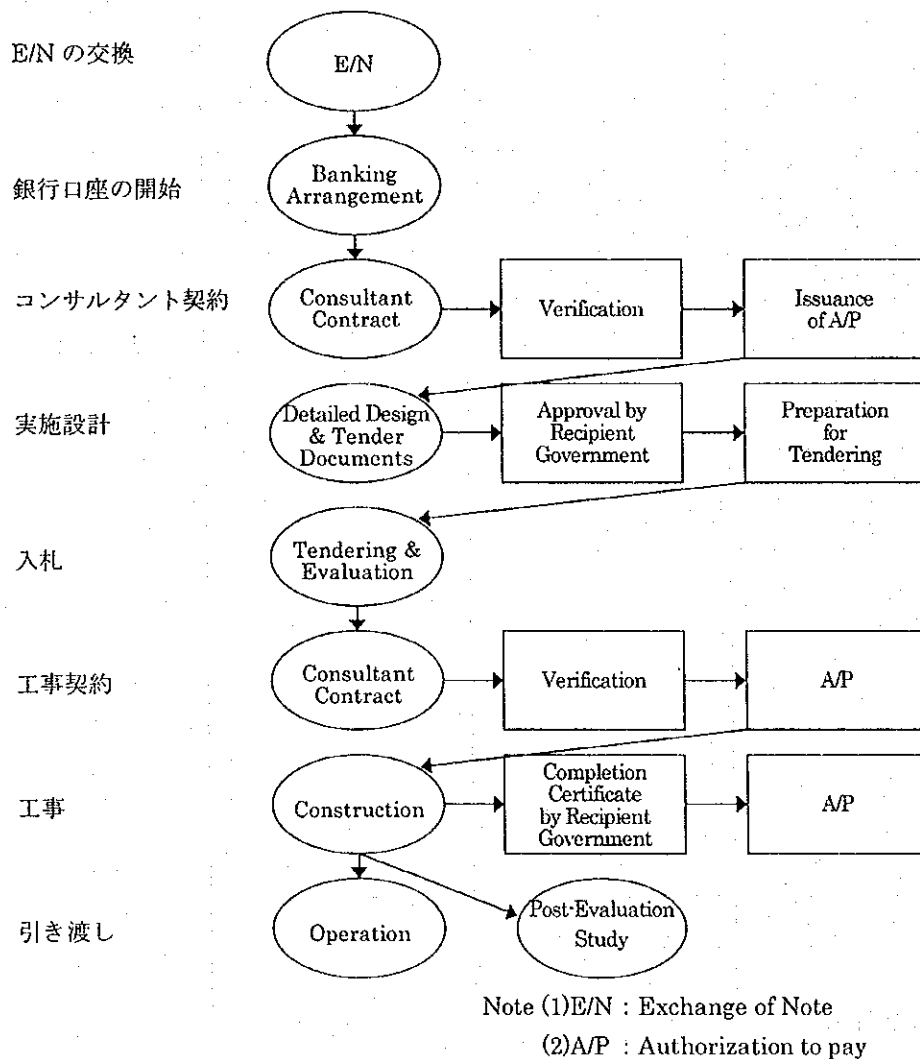 E/N の交換
E/N
銀行口座の開始
Banking
Arrangement
コンサルタント契約
Consultant
Contract
Verification
Issuance
of A/P
実施設計
Detailed Design
& Tender
Documents
Approval by
Recipient
Government
Preparation
for
Tendering
入札
Tendering &
Evaluation
工事契約
Consultant
Contract
Verification
A/P
工事
Construction
Completion
Certificate
by Recipient
Government
A/P
引き渡し
Operation
Post-Evaluation
Study
Note (1)E/N : Exchange of Note
(2)A/P : Authorization to pay